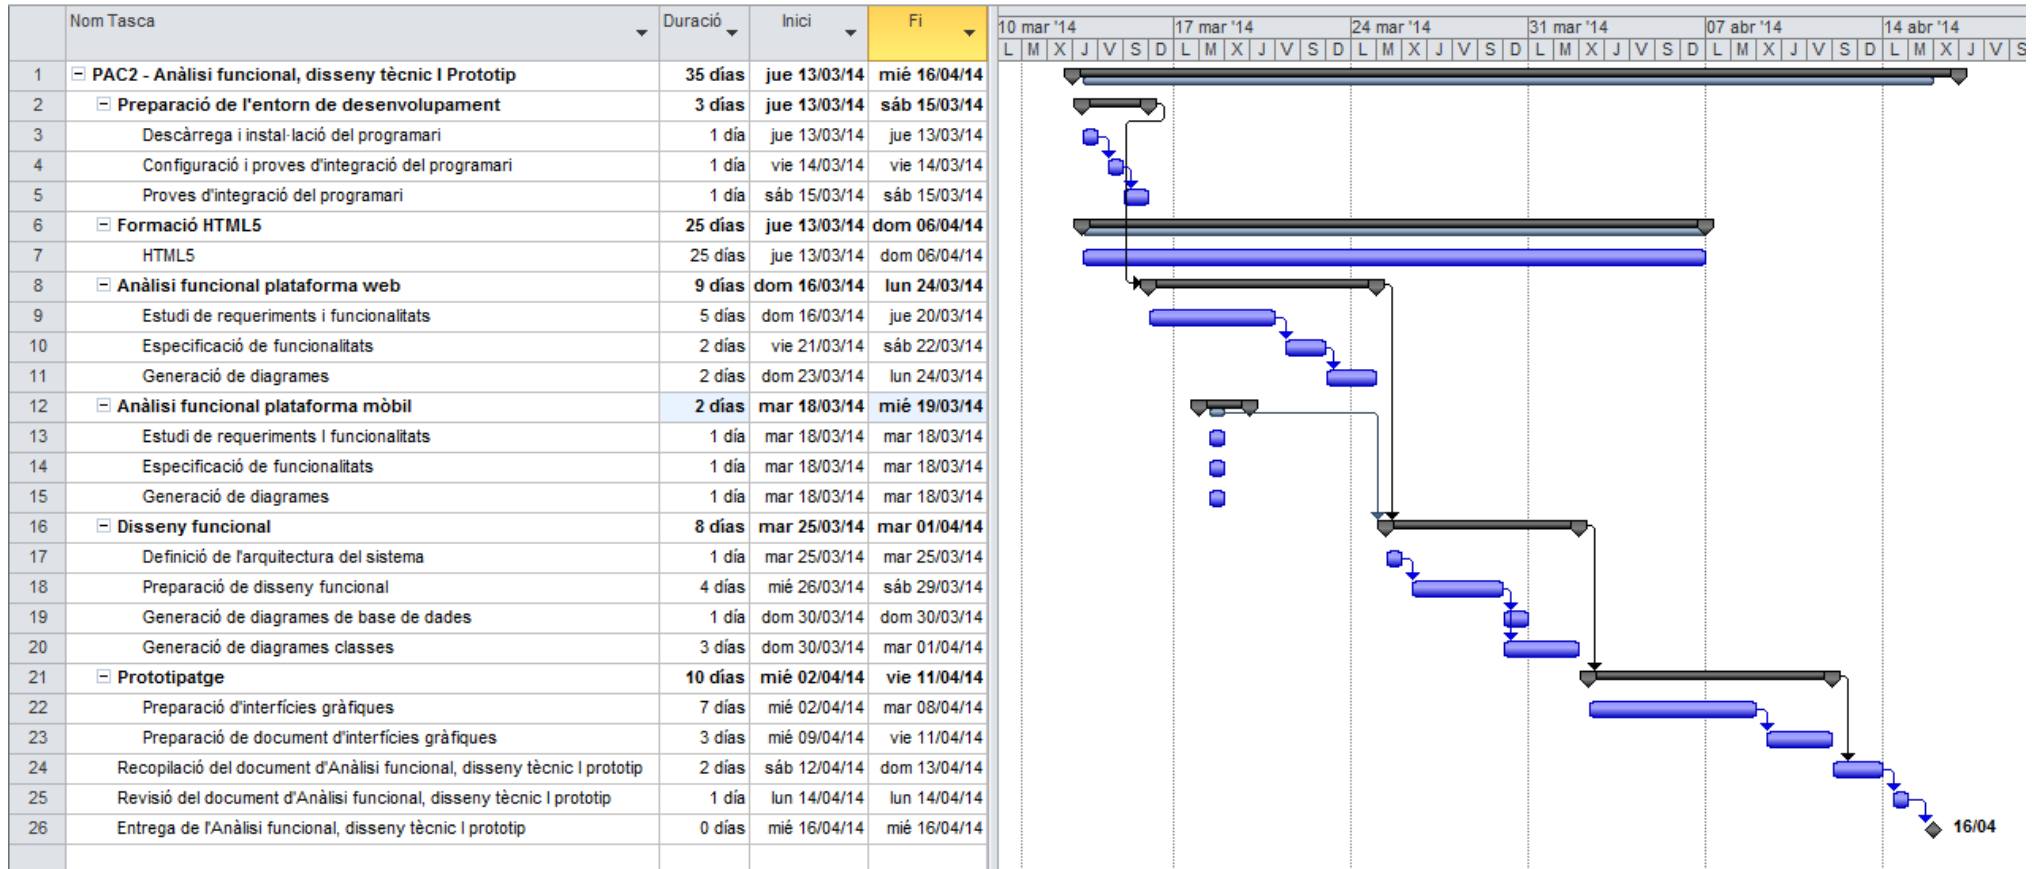 Nom Tasca Duració Inici Fi 10 mar '14 17 mar '14 24 mar '14 31 mar '14 07 abr '14 14 abr '14
L M X J V S D L M X J V S D L M X J V S D L M X J V S D L M X J V S D L M X J V S
1 PAC2 - Anàlisi funcional, disseny tècnic I Prototip 35 días jue 13/03/14 mié 16/04/14
2 Preparació de l'entorn de desenvolupament 3 días jue 13/03/14 sáb 15/03/14
3 Descàrrega i instal·lació del programari 1 día jue 13/03/14 jue 13/03/14
4 Configuració i proves d'integració del programari 1 día vie 14/03/14 vie 14/03/14
5 Proves d'integració del programari 1 día sáb 15/03/14 sáb 15/03/14
6 Formació HTML5 25 días jue 13/03/14 dom 06/04/14
7 HTML5 25 días jue 13/03/14 dom 06/04/14
8 Anàlisi funcional plataforma web 9 días dom 16/03/14 lun 24/03/14
9 Estudi de requeriments i funcionalitats 5 días dom 16/03/14 jue 20/03/14
10 Especificació de funcionalitats 2 días vie 21/03/14 sáb 22/03/14
11 Generació de diagrames 2 días dom 23/03/14 lun 24/03/14
12 Anàlisi funcional plataforma mòbil 2 días mar 18/03/14 mié 19/03/14
13 Estudi de requeriments I funcionalitats 1 día mar 18/03/14 mar 18/03/14
14 Especificació de funcionalitats 1 día mar 18/03/14 mar 18/03/14
15 Generació de diagrames 1 día mar 18/03/14 mar 18/03/14
16 Disseny funcional 8 días mar 25/03/14 mar 01/04/14
17 Definició de l'arquitectura del sistema 1 día mar 25/03/14 mar 25/03/14
18 Preparació de disseny funcional 4 días mié 26/03/14 sáb 29/03/14
19 Generació de diagrames de base de dades 1 día dom 30/03/14 dom 30/03/14
20 Generació de diagrames classes 3 días dom 30/03/14 mar 01/04/14
21 Prototipatge 10 días mié 02/04/14 vie 11/04/14
22 Preparació d'interfícies gràfiques 7 días mié 02/04/14 mar 08/04/14
23 Preparació de document d'interfícies gràfiques 3 días mié 09/04/14 vie 11/04/14
24 Recopilació del document d'Anàlisi funcional, disseny tècnic I prototip 2 días sáb 12/04/14 dom 13/04/14
25 Revisió del document d'Anàlisi funcional, disseny tècnic I prototip 1 día lun 14/04/14 lun 14/04/14
26 Entrega de l'Anàlisi funcional, disseny tècnic I prototip 0 días mié 16/04/14 mié 16/04/14 16/04